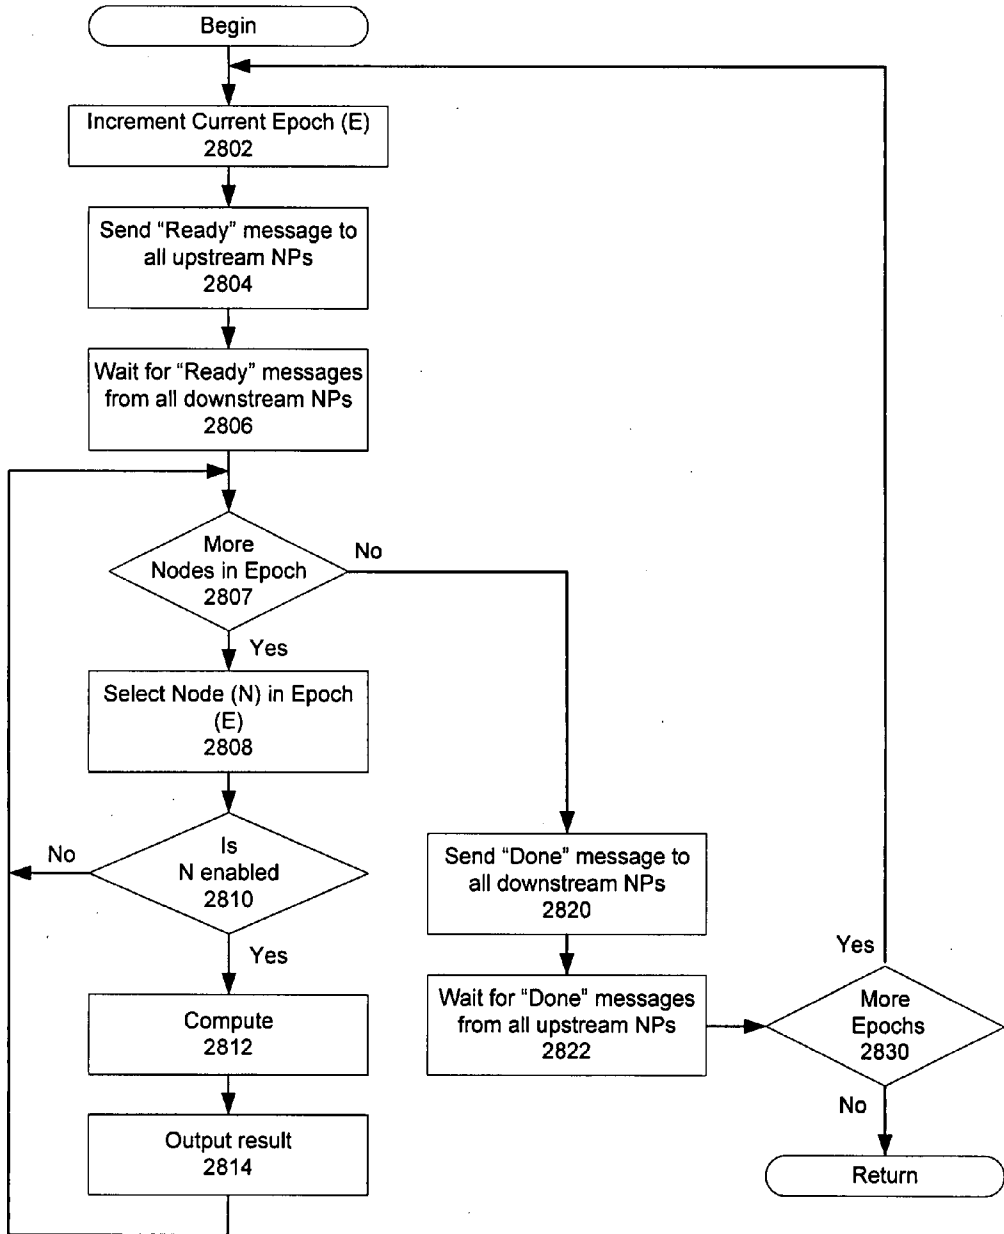 Begin
Increment Current Epoch (E)
2802
Send “Ready” message to
all upstream NPs
2804
Wait for “Ready” messages
from all downstream NPs
2806
More
Nodes in Epoch
2807
No
Yes
Select Node (N) in Epoch
(E)
2808
Is
N enabled
2810
No
Yes
Compute
2812
Output result
2814
Send “Done” message to
all downstream NPs
2820
Wait for “Done” messages
from all upstream NPs
2822
Yes
More
Epochs
2830
No
Return